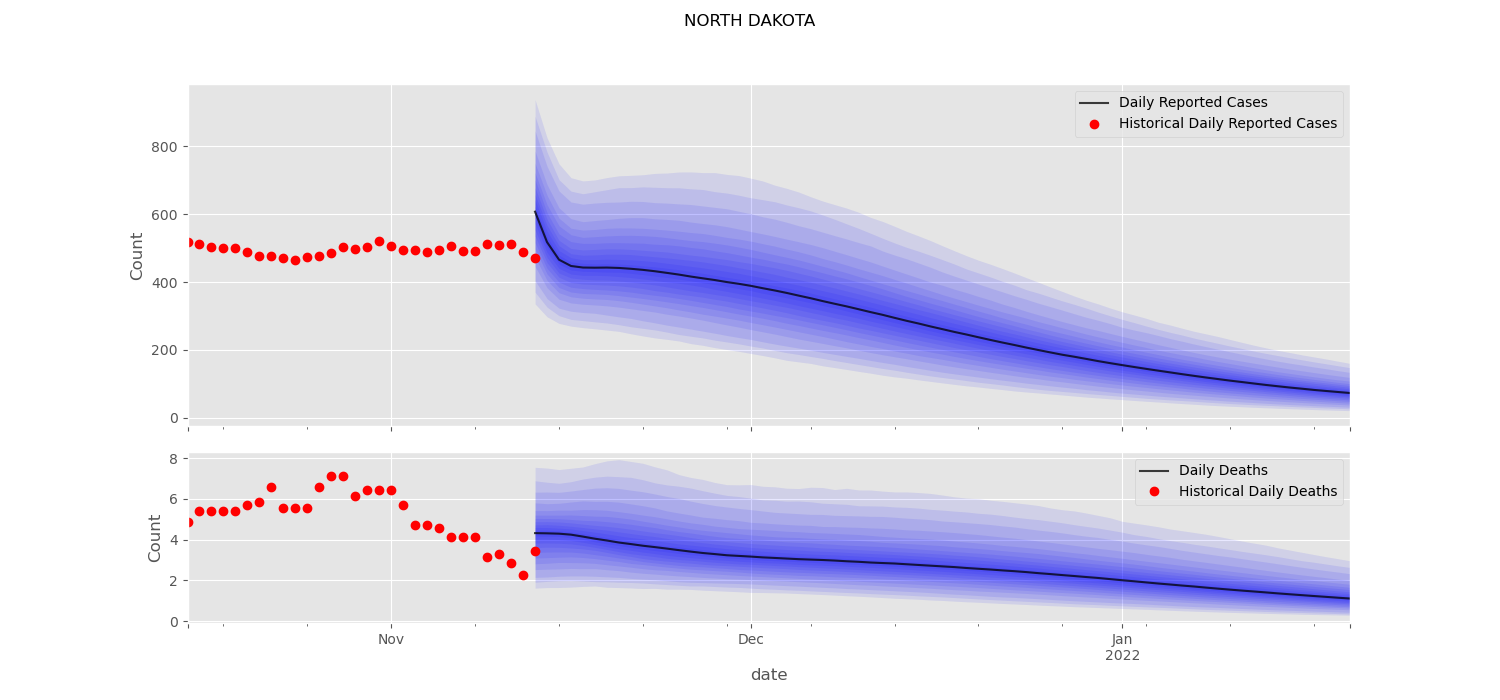 NORTH DAKOTA
Daily Reported Cases
Historical Daily Reported Cases
Count
800
600
400
200
0
Daily Deaths
Historical Daily Deaths
Count
8
6
4
2
0
Nov
Dec
Jan
2022
date